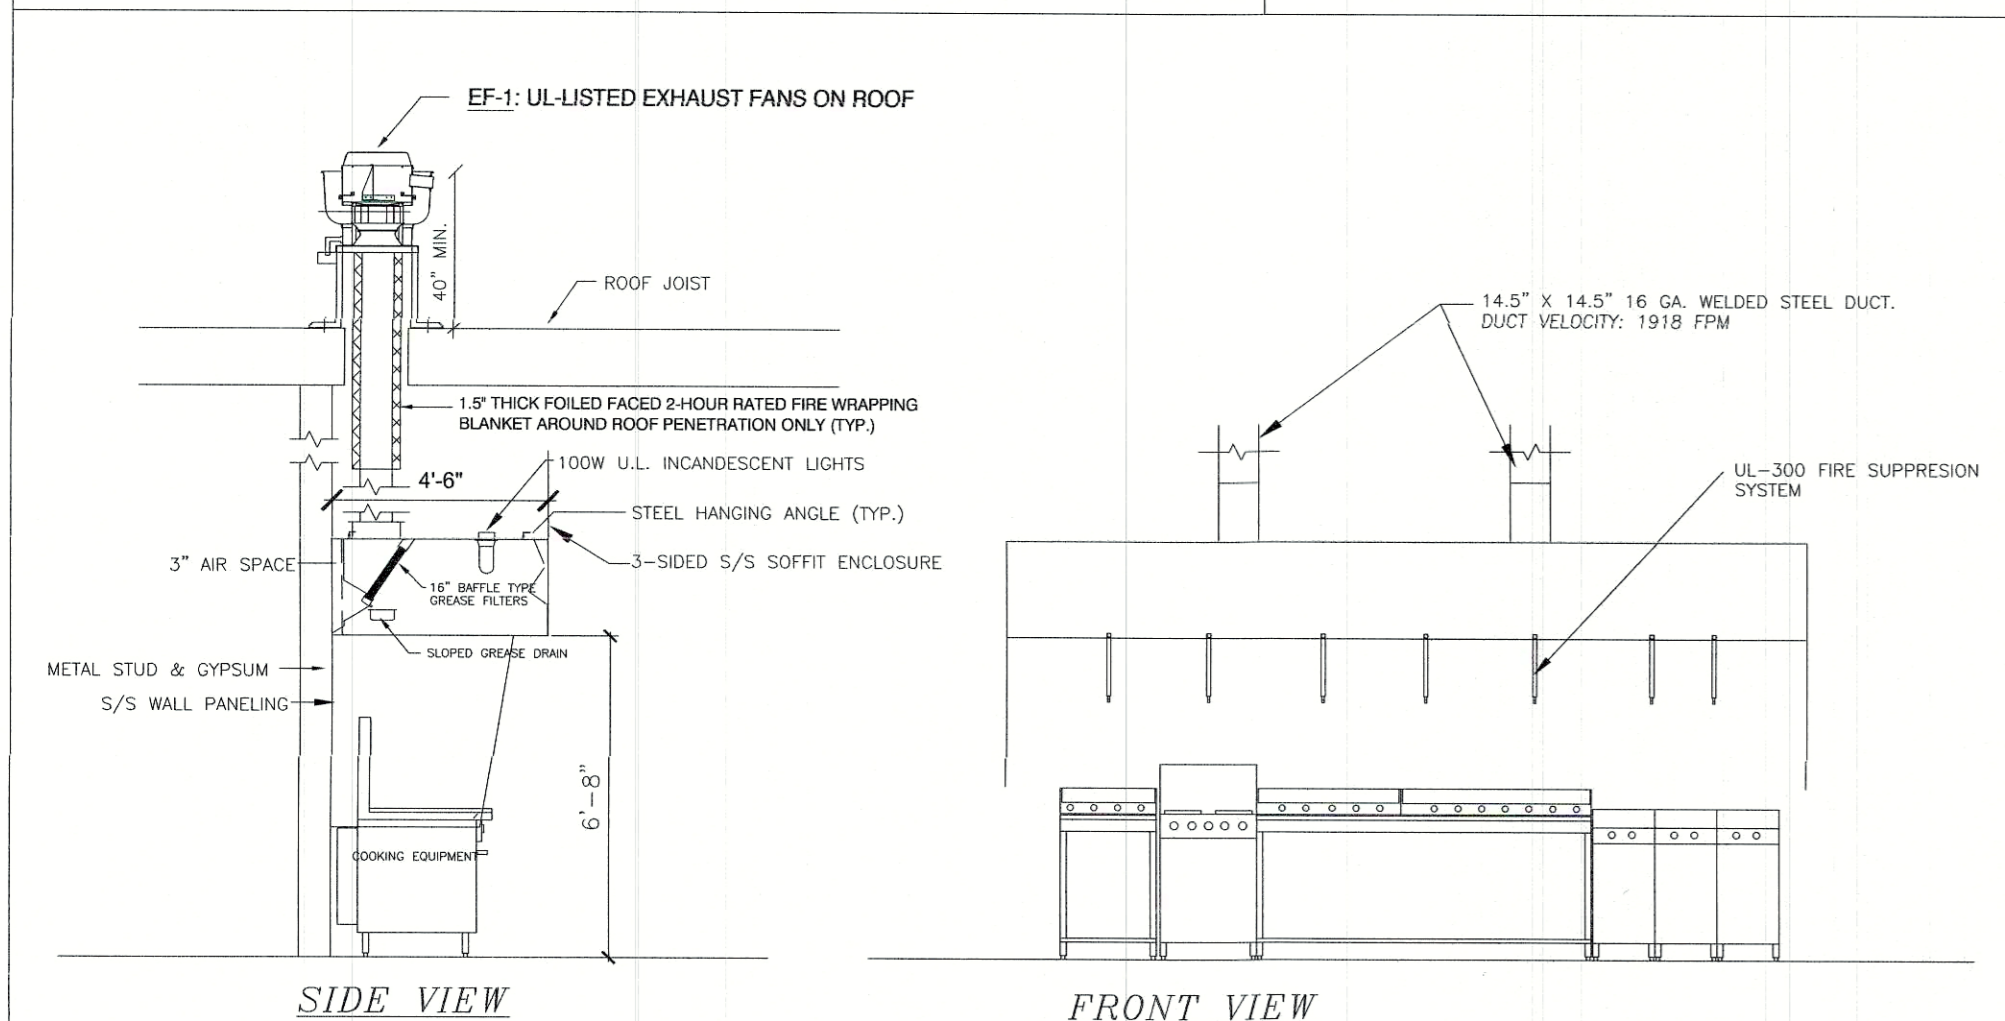 EF-1: UL-LISTED EXHAUST FANS ON ROOF
40" MIN.
ROOF JOIST
1.5" THICK FOILED FACED 2-HOUR RATED FIRE WRAPPING
BLANKET AROUND ROOF PENETRATION ONLY (TYP.)
4'-6"
100W U.L. INCANDESCENT LIGHTS
STEEL HANGING ANGLE (TYP.)
3" AIR SPACE
3-SIDED S/S SOFFIT ENCLOSURE
16" BAFFLE TYPE
GREASE FILTERS
SLOPED GREASE DRAIN
METAL STUD & GYPSUM
S/S WALL PANELING
6'-8"
COOKING EQUIPMENT
SIDE VIEW
14.5" X 14.5" 16 GA. WELDED STEEL DUCT.
DUCT VELOCITY: 1918 FPM
UL-300 FIRE SUPPRESION
SYSTEM
FRONT VIEW